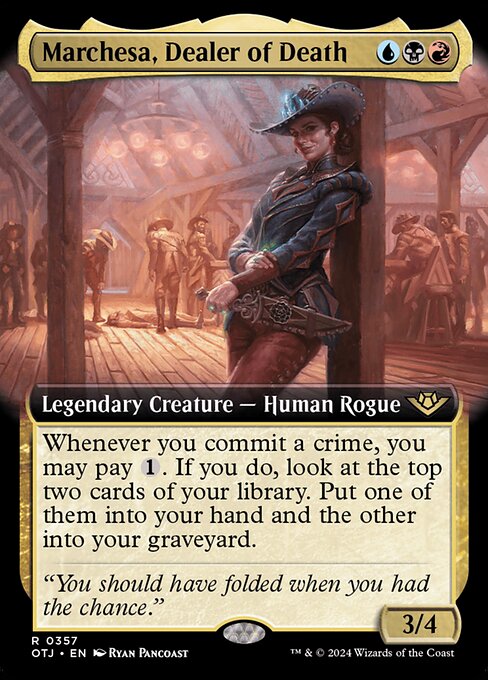 Marchesa, Dealer of Death
Legendary Creature — Human Rogue
Whenever you commit a crime, you
may pay 1. If you do, look at the top
two cards of your library. Put one of
them into your hand and the other
into your graveyard.
“You should have folded when you had
the chance.”
3/4
R 0357
OTJ • EN Ryan Pancoast
™ & © 2024 Wizards of the Coast